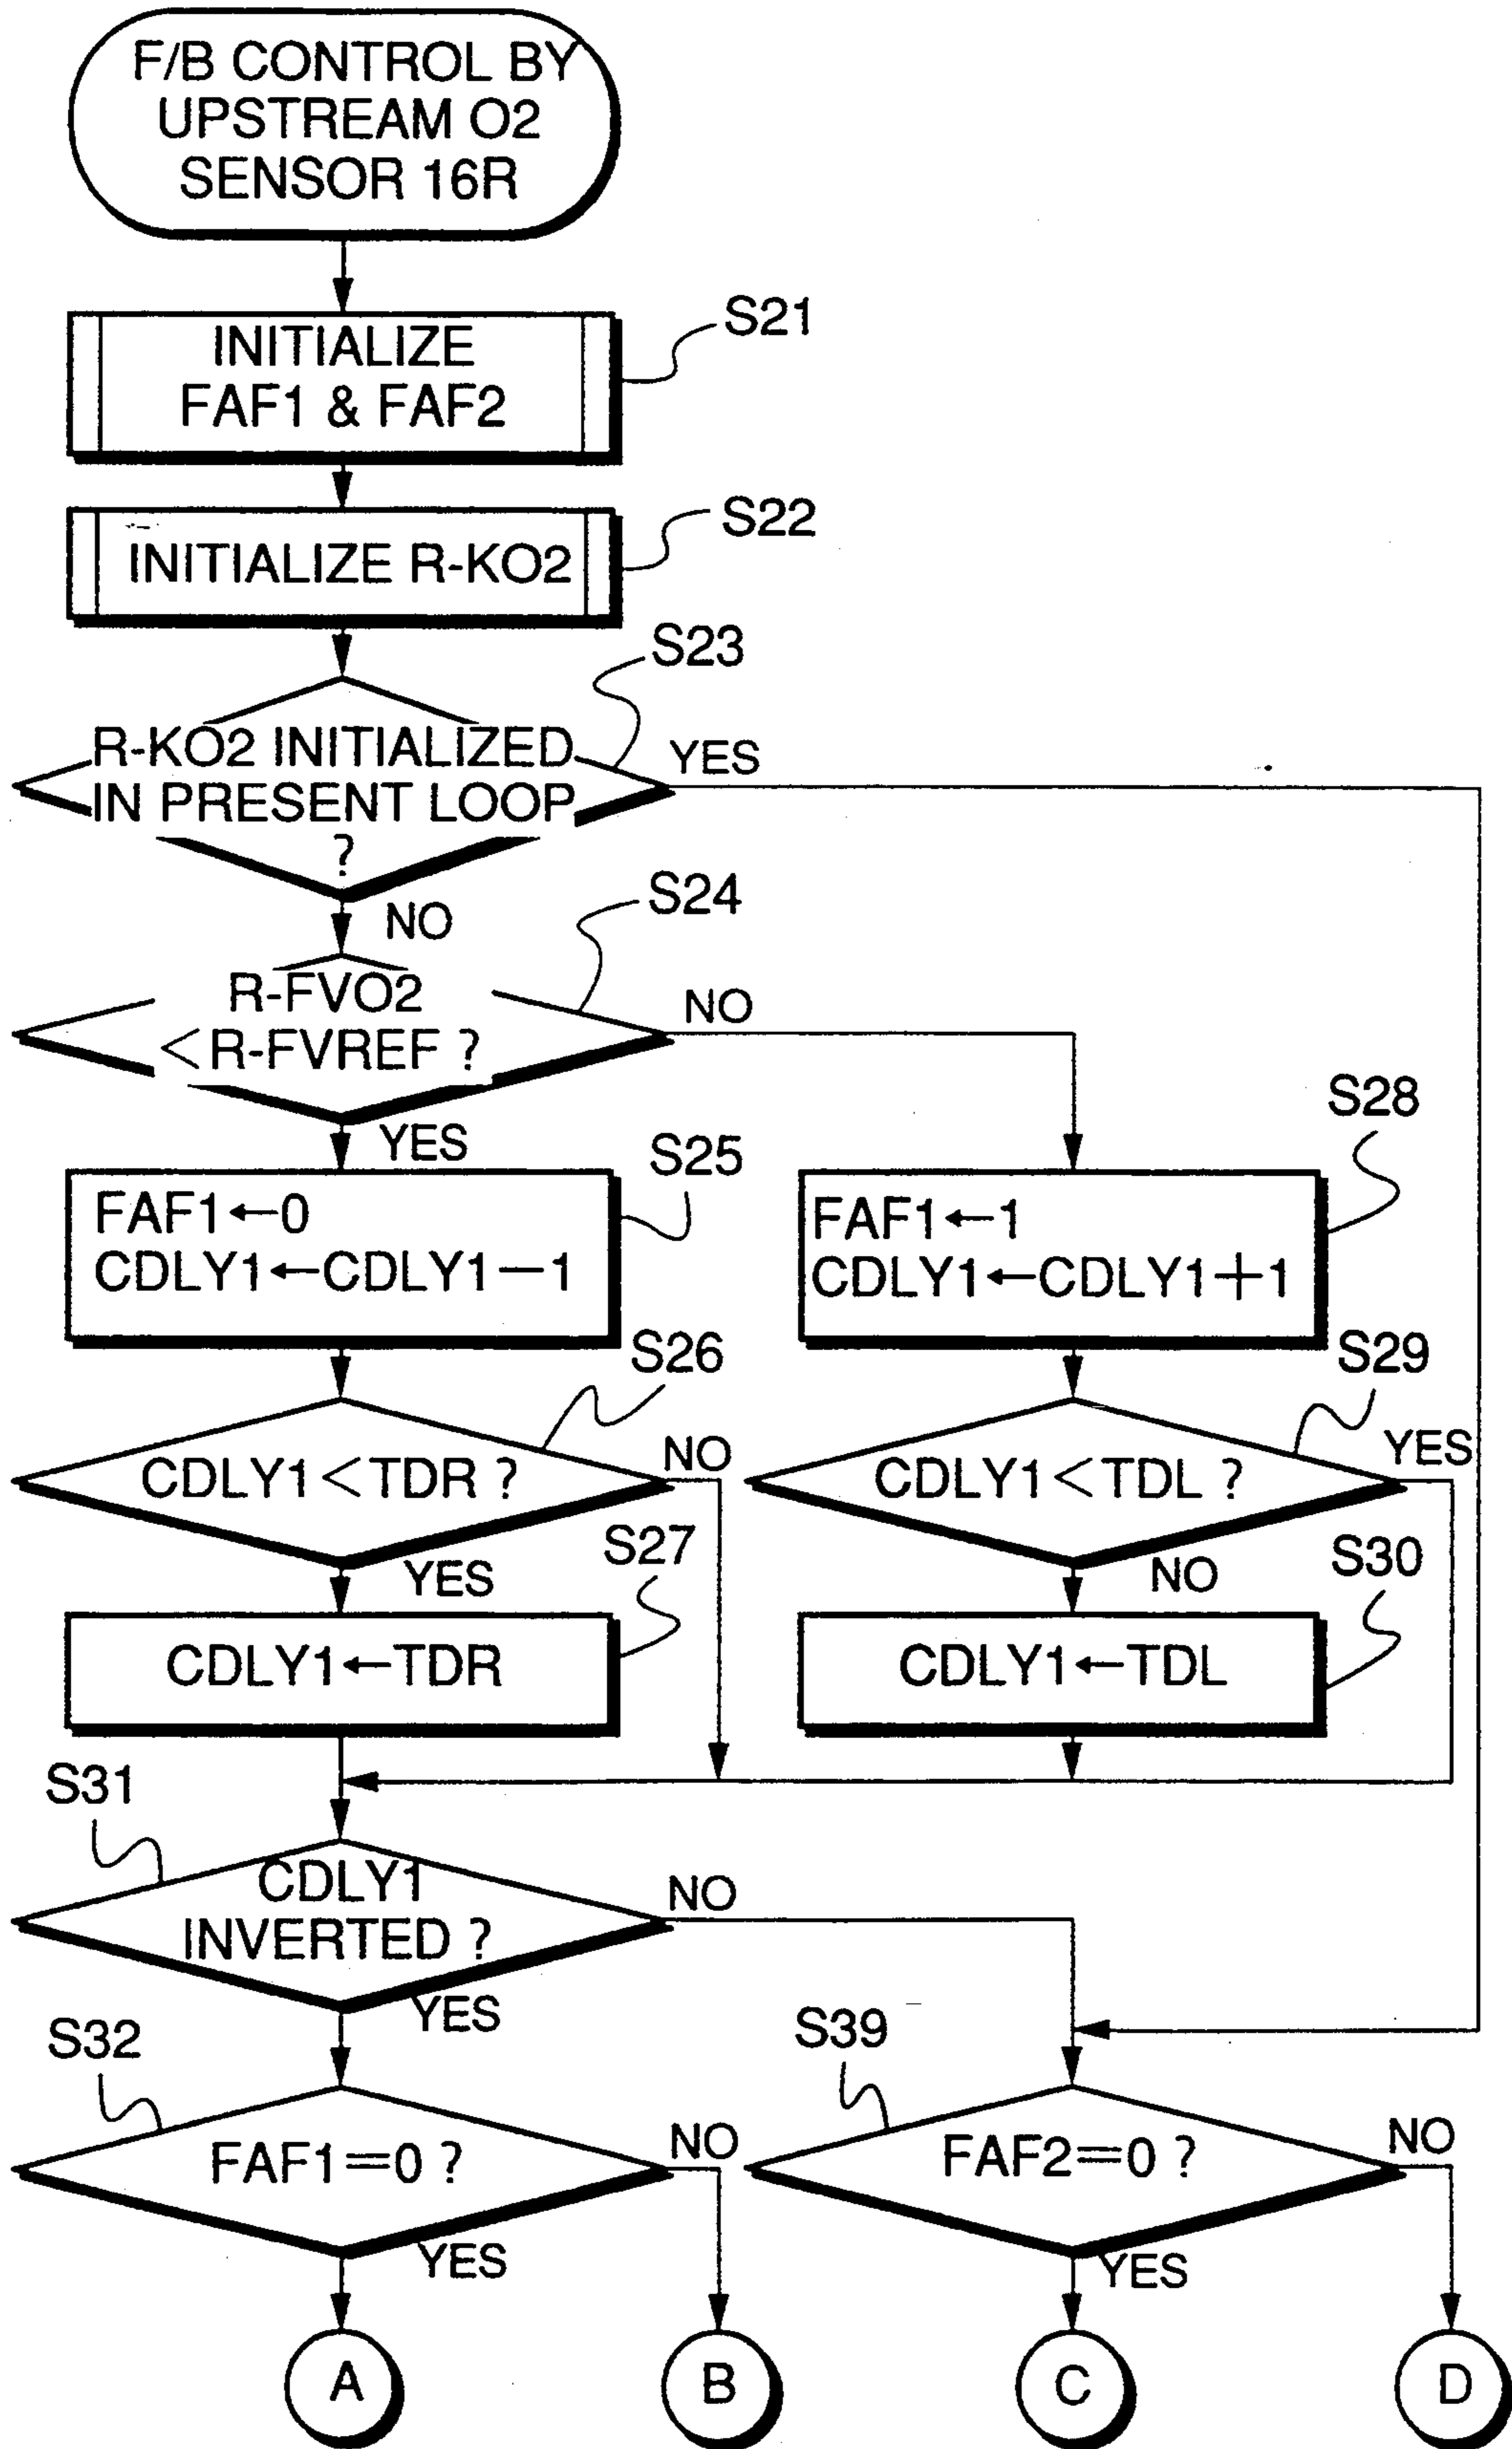 F/B CONTROL BY
UPSTREAM O2
SENSOR 16R
S21
INITIALIZE
FAF1 & FAF2
S22
INITIALIZE R-KO2
S23
R-KO2 INITIALIZED
IN PRESENT LOOP
?
YES
NO
S24
R-FVO2
<R-FVREF ?
NO
YES
S25
FAF1←0
CDLY1←CDLY1−1
S28
FAF1←1
CDLY1←CDLY1+1
S26
CDLY1<TDR ?
NO
YES
S29
CDLY1<TDL ?
YES
NO
S27
CDLY1←TDR
S30
CDLY1←TDL
S31
CDLY1
INVERTED ?
NO
YES
S32
FAF1=0 ?
NO
YES
S39
FAF2=0 ?
NO
YES
A
B
C
D